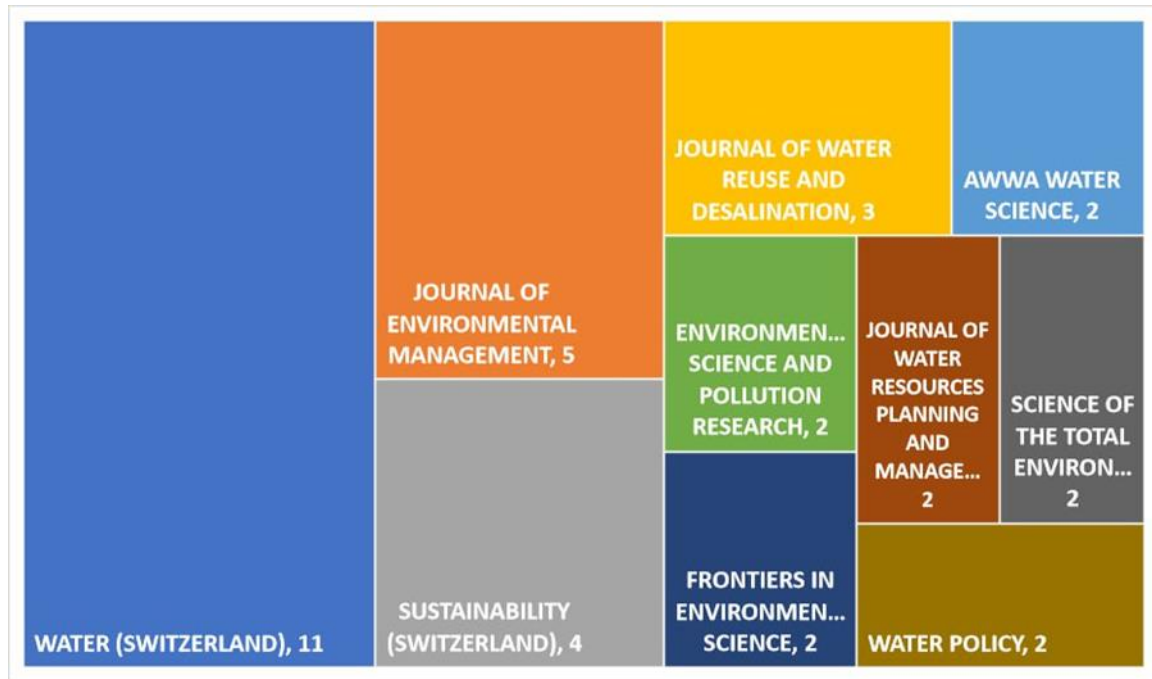 WATER (SWITZERLAND), 11
JOURNAL OF
ENVIRONMENTAL
MANAGEMENT, 5
SUSTAINABILITY
(SWITZERLAND), 4
JOURNAL OF WATER
REUSE AND
DESALINATION, 3
AWWA WATER
SCIENCE, 2
ENVIRONMEN...
SCIENCE AND
POLLUTION
RESEARCH, 2
JOURNAL OF
WATER
RESOURCES
PLANNING
AND
MANAGE...
2
SCIENCE OF
THE TOTAL
ENVIRON...
2
FRONTIERS IN
ENVIRONMEN...
SCIENCE, 2
WATER POLICY, 2